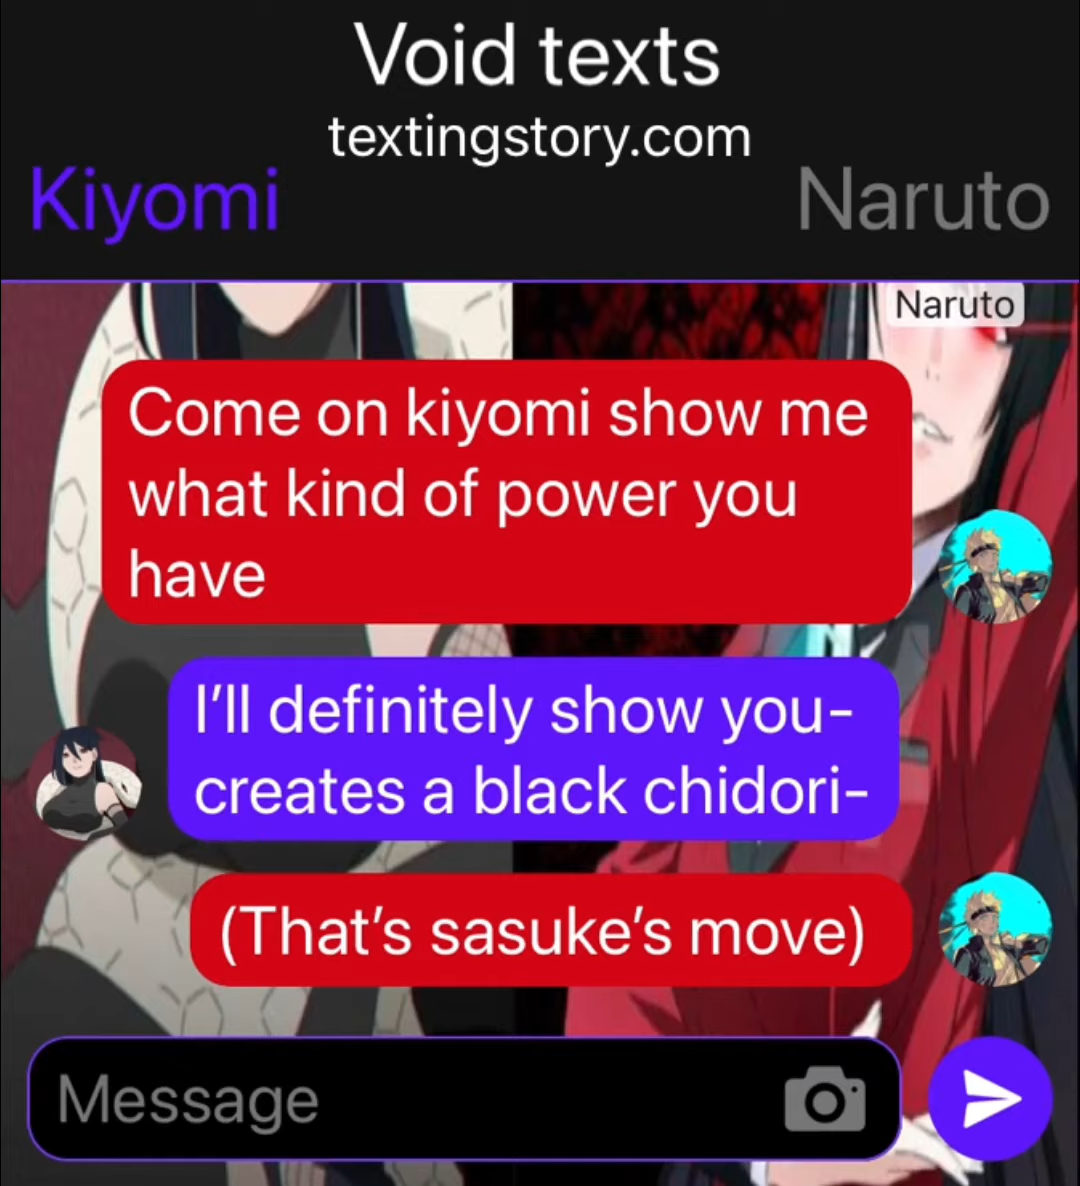 Void texts
textingstory.com
Kiyomi
Naruto
Naruto
Come on kiyomi show me
what kind of power you
have
I'll definitely show you-
creates a black chidori-
(That's sasuke's move)
Message